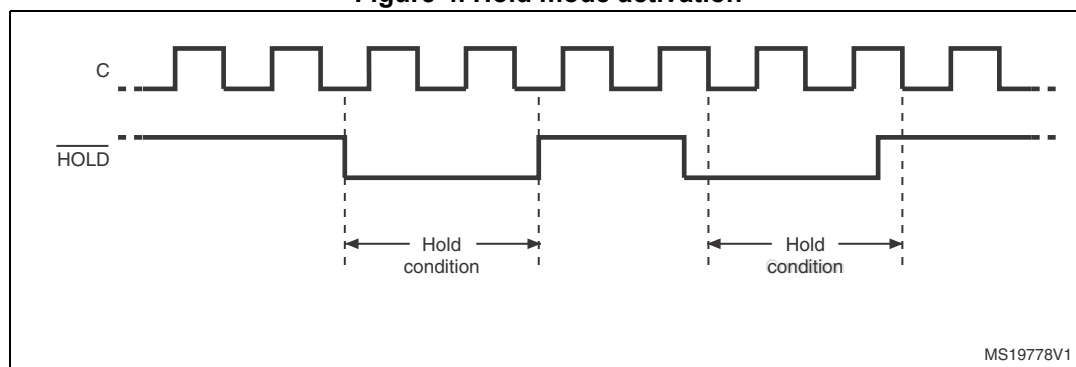 Figure 4. Hold mode activation
C
HOLD
Hold
condition
Hold
condition
MS19778V1